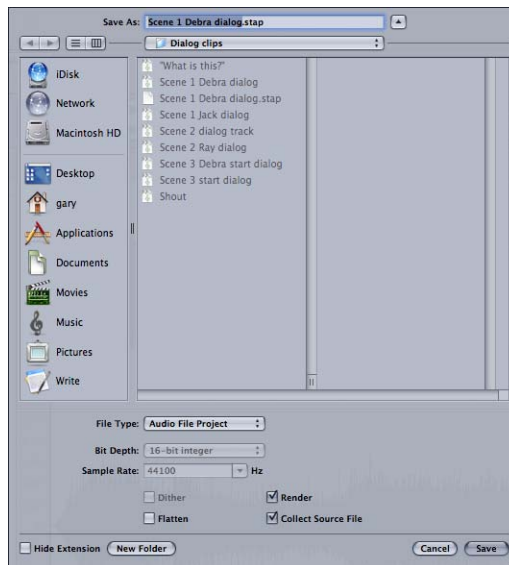 Save As: Scene 1 Debra dialog.stap
Dialog clips
iDisk
Network
Macintosh HD
Desktop
gary
Applications
Documents
Movies
Music
Pictures
Write
"What is this?"
Scene 1 Debra dialog
Scene 1 Debra dialog.stap
Scene 1 Jack dialog
Scene 2 dialog track
Scene 2 Ray dialog
Scene 3 Debra start dialog
Scene 3 start dialog
Shout
File Type: Audio File Project
Bit Depth: 16-bit integer
Sample Rate: 44100 Hz
Dither Render
Flatten Collect Source File
Hide Extension New Folder Cancel Save